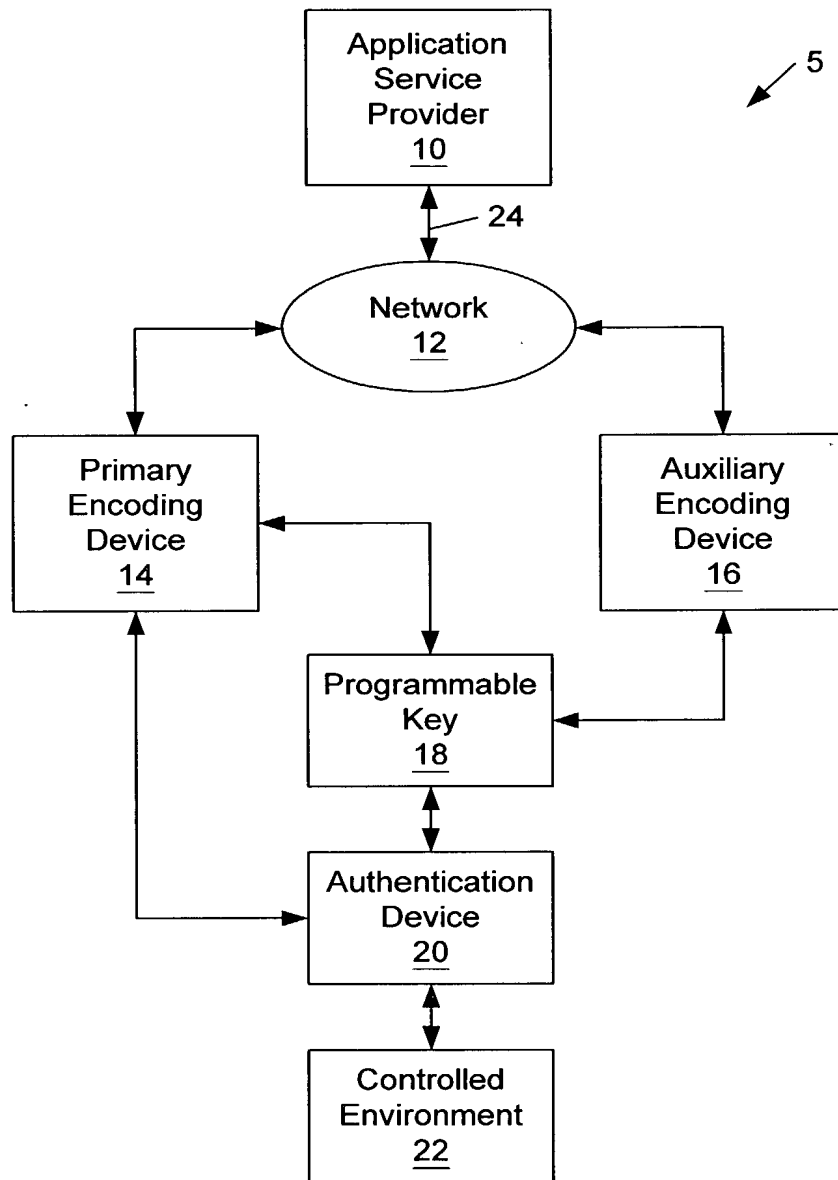 Application
Service
Provider
10
5
24
Network
12
Primary
Encoding
Device
14
Auxiliary
Encoding
Device
16
Programmable
Key
18
Authentication
Device
20
Controlled
Environment
22